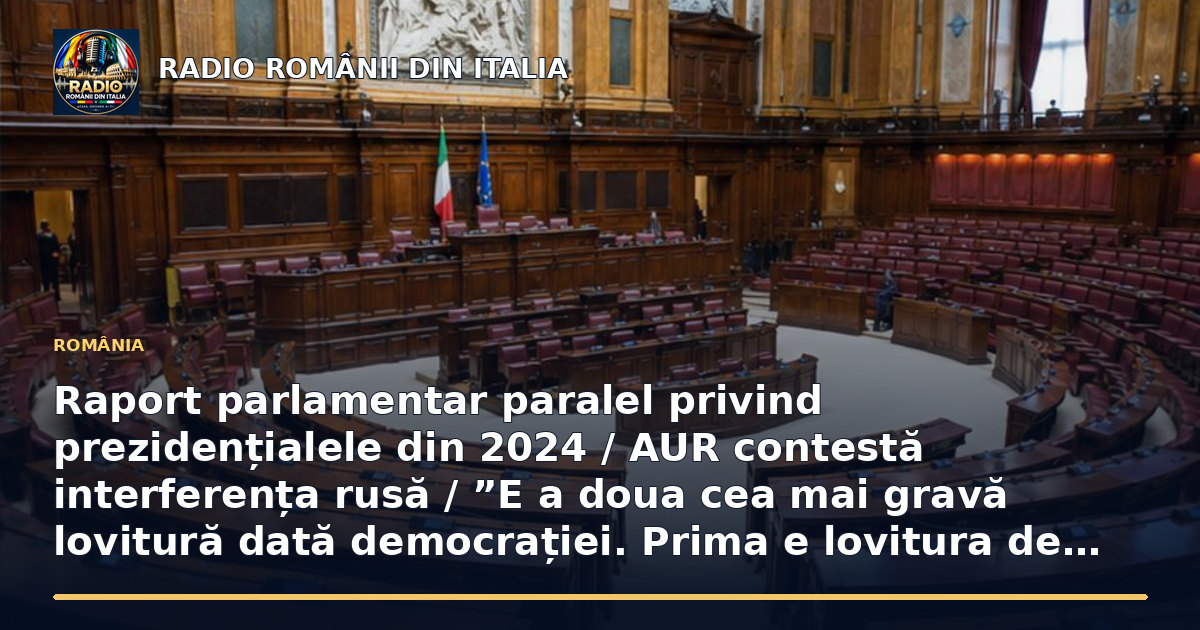 RADIO
ROMÂNII DIN ITALIA
RADIO ROMÂNII DIN ITALIA
ROMÂNIA
Raport parlamentar paralel privind
prezidențialele din 2024 / AUR contestă
interferența rusă / ”E a doua cea mai gravă
lovitură dată democrației. Prima e lovitura de…